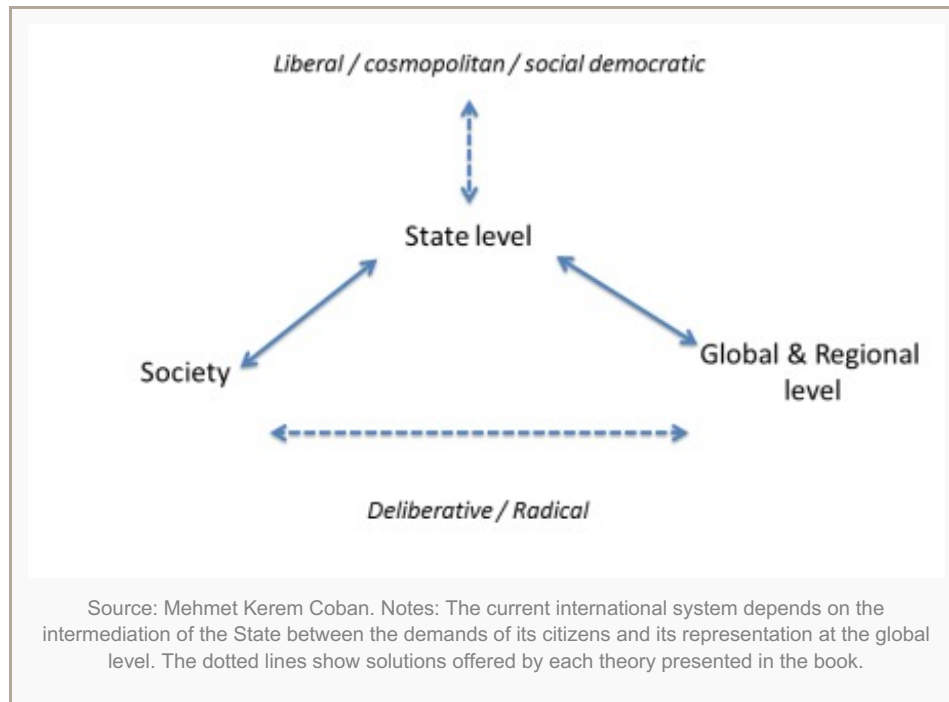 Liberal / cosmopolitan / social democratic
State level
Society
Global & Regional
level
Deliberative / Radical
Source: Mehmet Kerem Coban. Notes: The current international system depends on the
intermediation of the State between the demands of its citizens and its representation at the global
level. The dotted lines show solutions offered by each theory presented in the book.